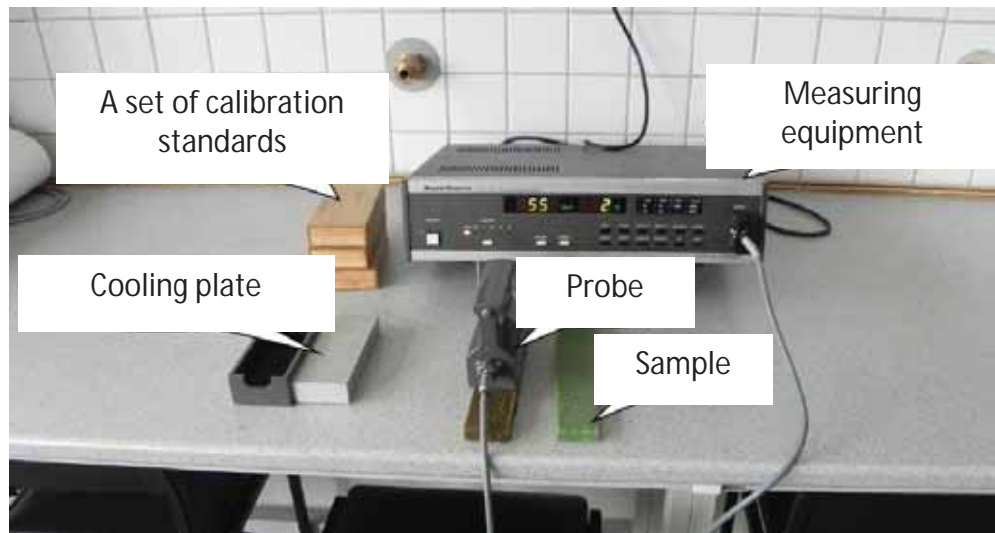 A set of calibration
standards
Measuring
equipment
55
2
Cooling plate
Probe
Sample